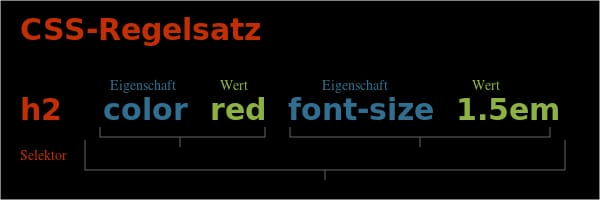 CSS-Regelsatz
Eigenschaft Wert Eigenschaft Wert
h2 color red font-size 1.5em
Selektor